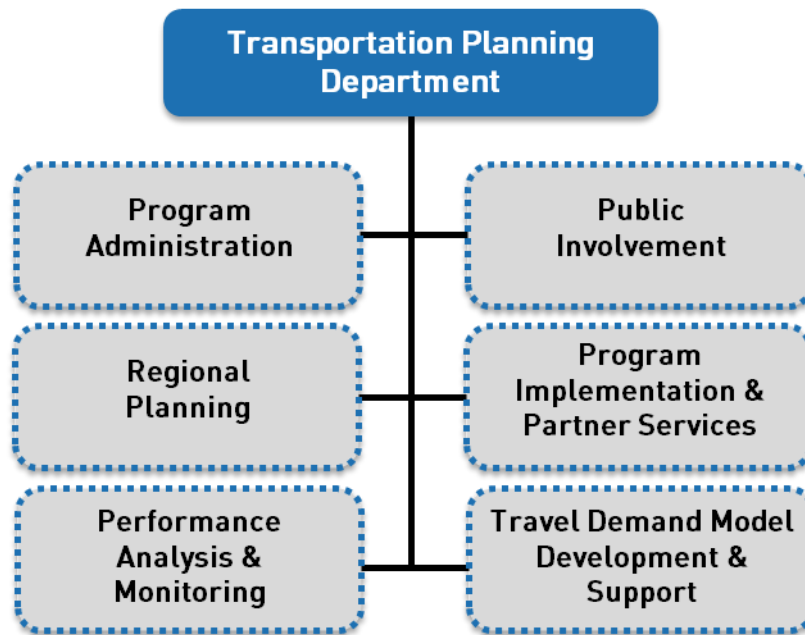 Transportation Planning
Department
Program
Administration
Public
Involvement
Regional
Planning
Program
Implementation &
Partner Services
Performance
Analysis &
Monitoring
Travel Demand Model
Development &
Support